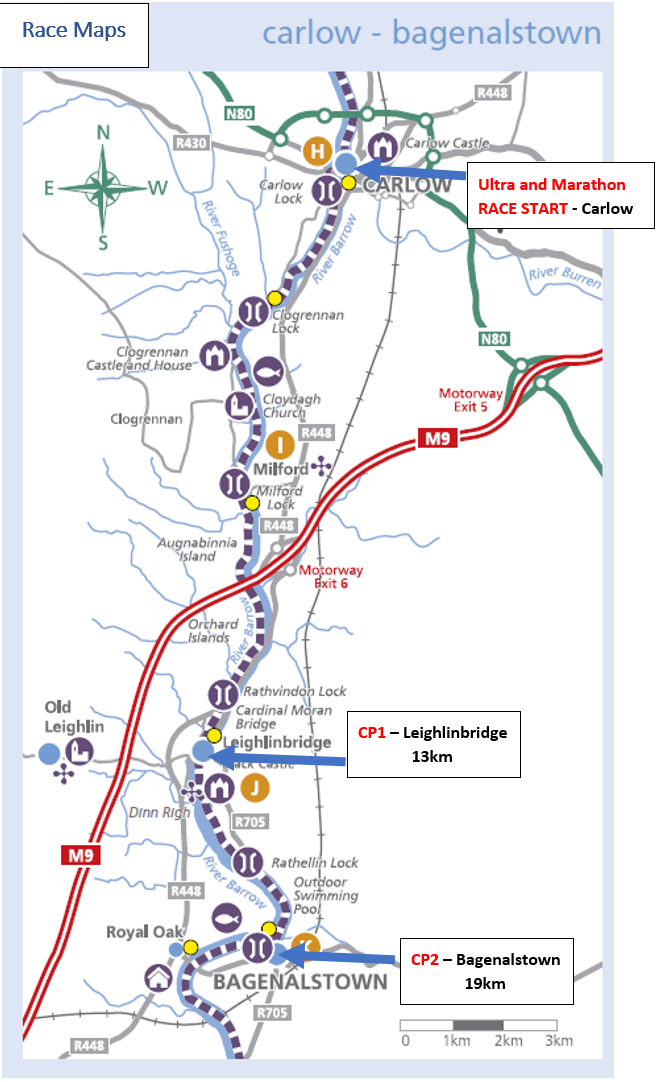 Race Maps
carlow - bagenalstown
N80
R448
R430
H
Carlow Castle
N
E
W
S
Carlow
Lock
CARLOW
Ultra and Marathon
RACE START - Carlow
River Fushoge
River Barrow
River Burren
Clogrennan
Lock
N80
Clogrennan
Castle and House
Motorway
Exit 5
Cloydagh
Church
Clogrennan
I
R448
M9
Milford
Milford
Lock
R448
Augnabinnia
Island
Motorway
Exit 6
Orchard
Islands
River Barrow
Rathvindon Lock
Old
Leighlin
Cardinal Moran
Bridge
CP1 – Leighlinbridge
13km
Leighlinbridge
Black Castle
J
Dinn Righ
R705
M9
Rathellin Lock
River Barrow
R448
Outdoor
Swimming
Pool
Royal Oak
K
CP2 – Bagenalstown
19km
BAGENALSTOWN
R705
R448
0 1km 2km 3km